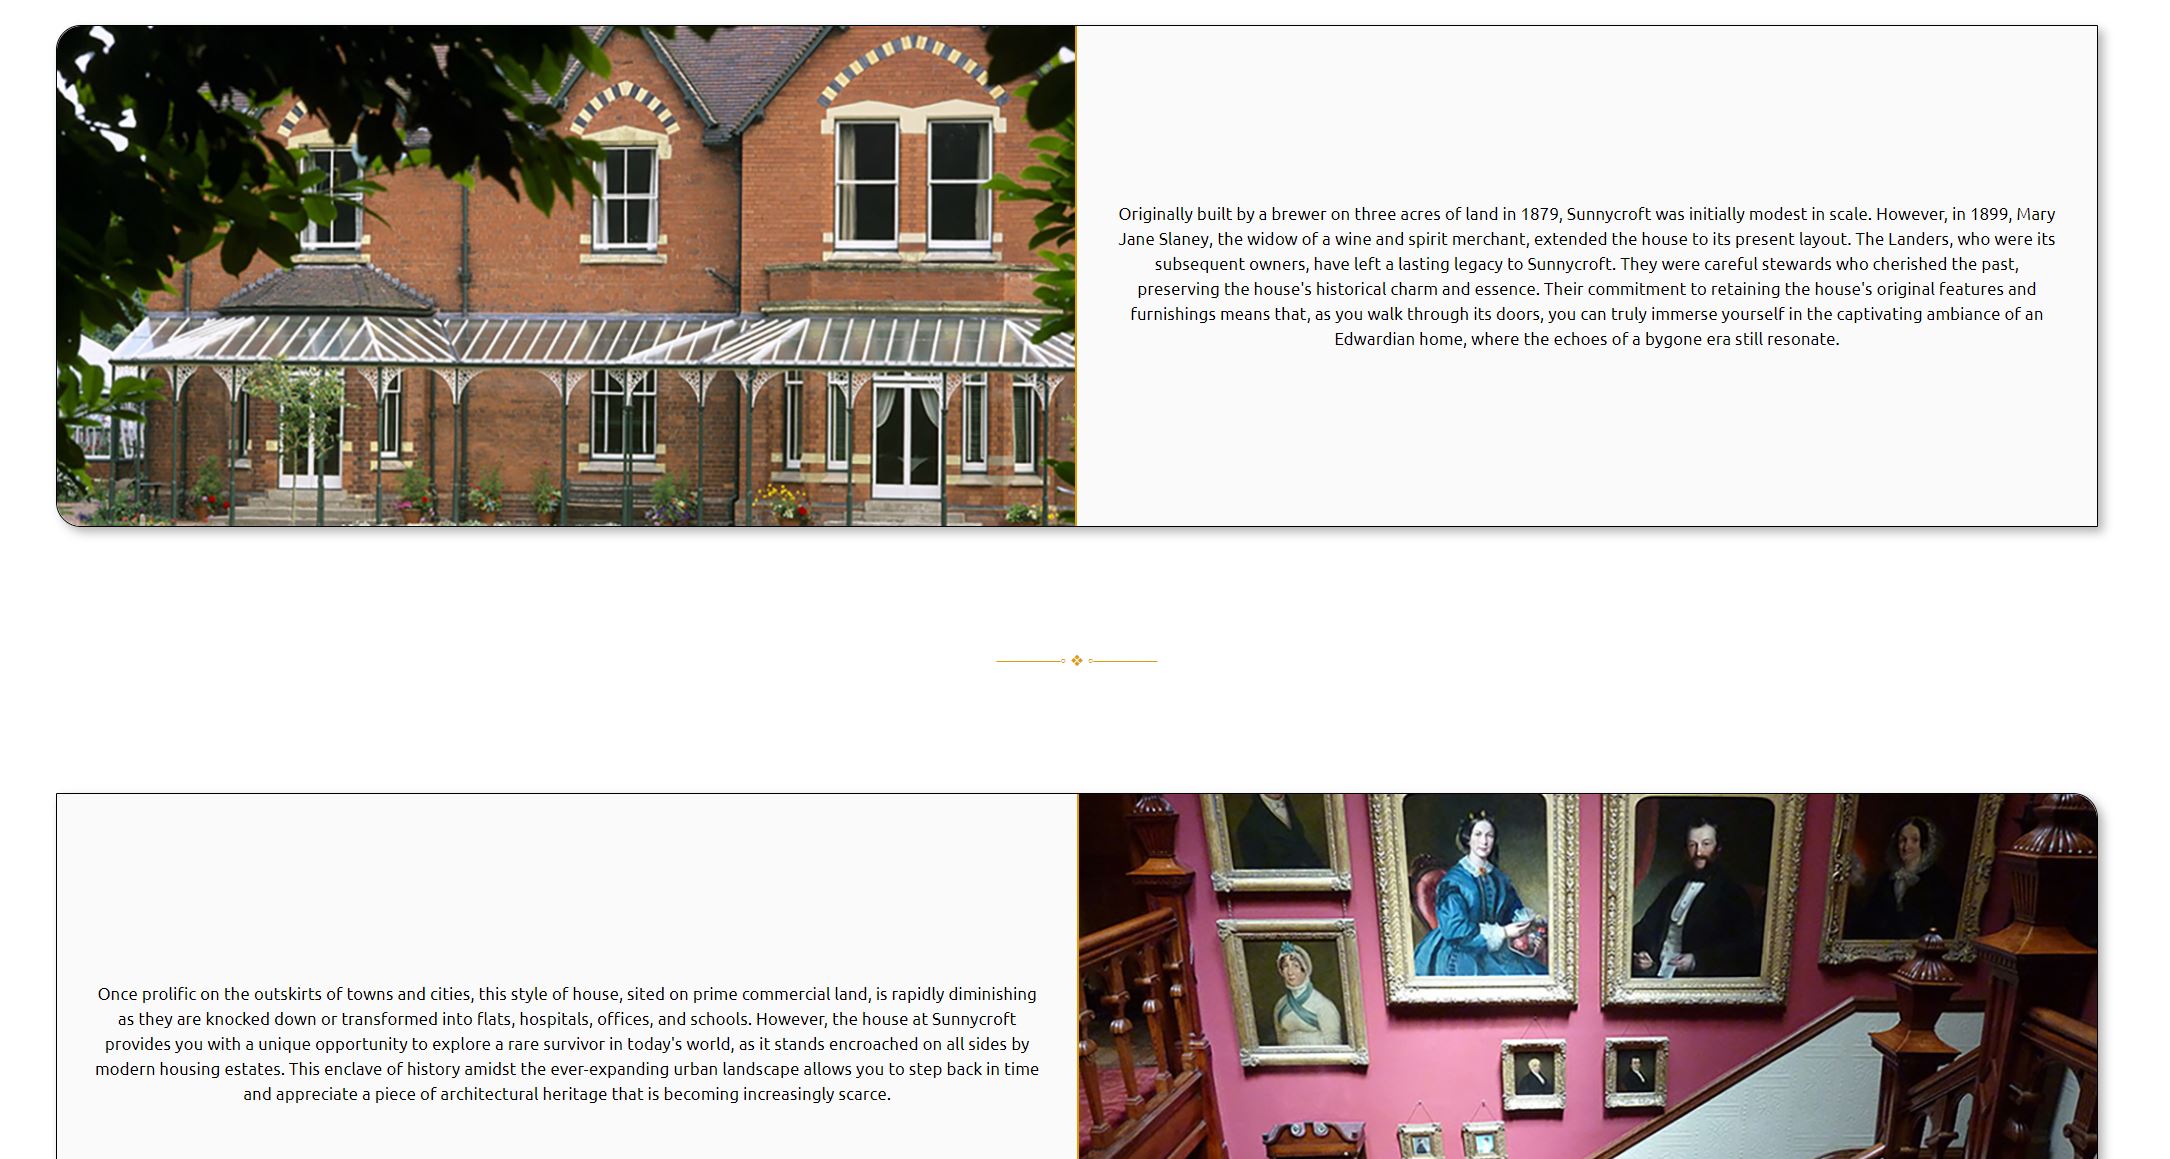 Originally built by a brewer on three acres of land in 1879, Sunnycroft was initially modest in scale. However, in 1899, Mary
Jane Slaney, the widow of a wine and spirit merchant, extended the house to its present layout. The Landers, who were its
subsequent owners, have left a lasting legacy to Sunnycroft. They were careful stewards who cherished the past,
preserving the house's historical charm and essence. Their commitment to retaining the house's original features and
furnishings means that, as you walk through its doors, you can truly immerse yourself in the captivating ambiance of an
Edwardian home, where the echoes of a bygone era still resonate.
Once prolific on the outskirts of towns and cities, this style of house, sited on prime commercial land, is rapidly diminishing
as they are knocked down or transformed into flats, hospitals, offices, and schools. However, the house at Sunnycroft
provides you with a unique opportunity to explore a rare survivor in today's world, as it stands encroached on all sides by
modern housing estates. This enclave of history amidst the ever-expanding urban landscape allows you to step back in time
and appreciate a piece of architectural heritage that is becoming increasingly scarce.